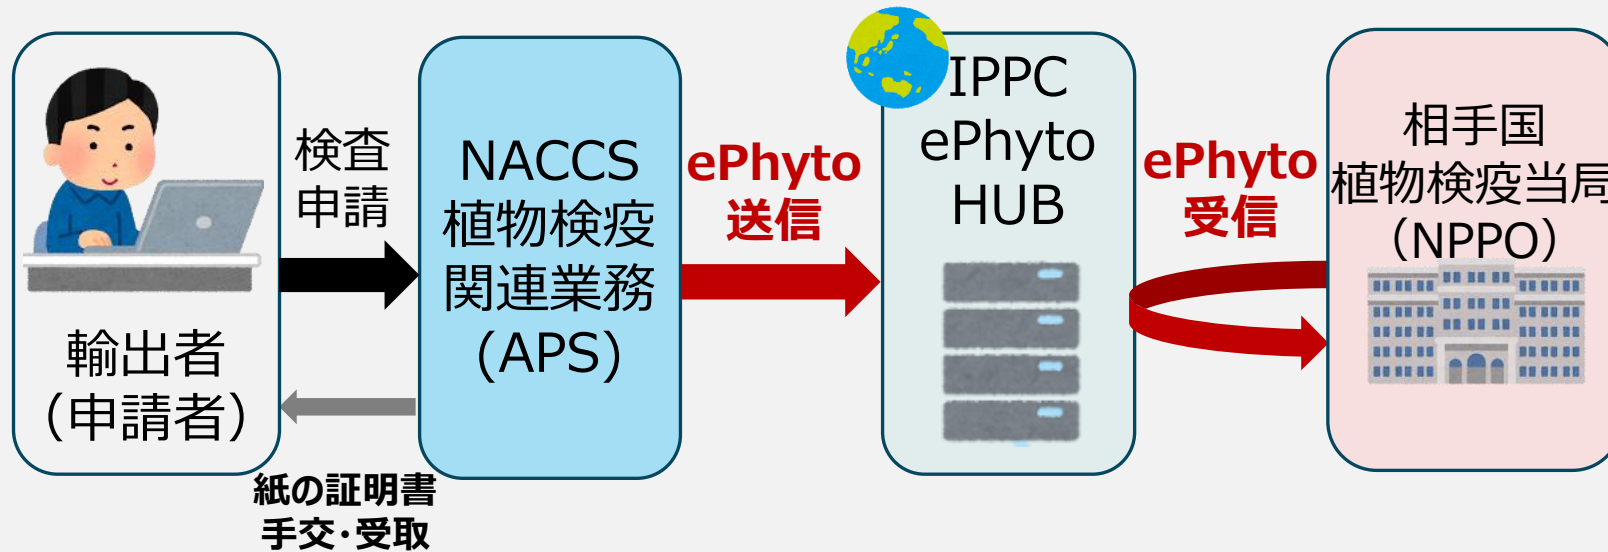 輸出者
（申請者）
検査
申請
紙の証明書
手交・受取
NACCS
植物検疫
関連業務
(APS)
ePhyto
送信
IPPC
ePhyto
HUB
ePhyto
受信
相手国
植物検疫当局
（NPPO）